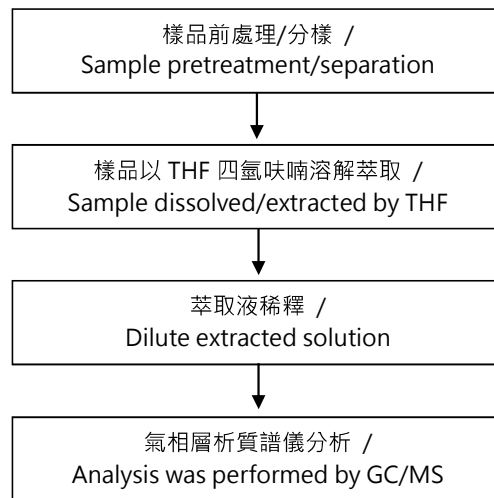 樣品前處理/分樣 /
Sample pretreatment/separation
樣品以 THF 四氫呋喃溶解萃取 /
Sample dissolved/extracted by THF
萃取液稀釋 /
Dilute extracted solution
氣相層析質譜儀分析 /
Analysis was performed by GC/MS